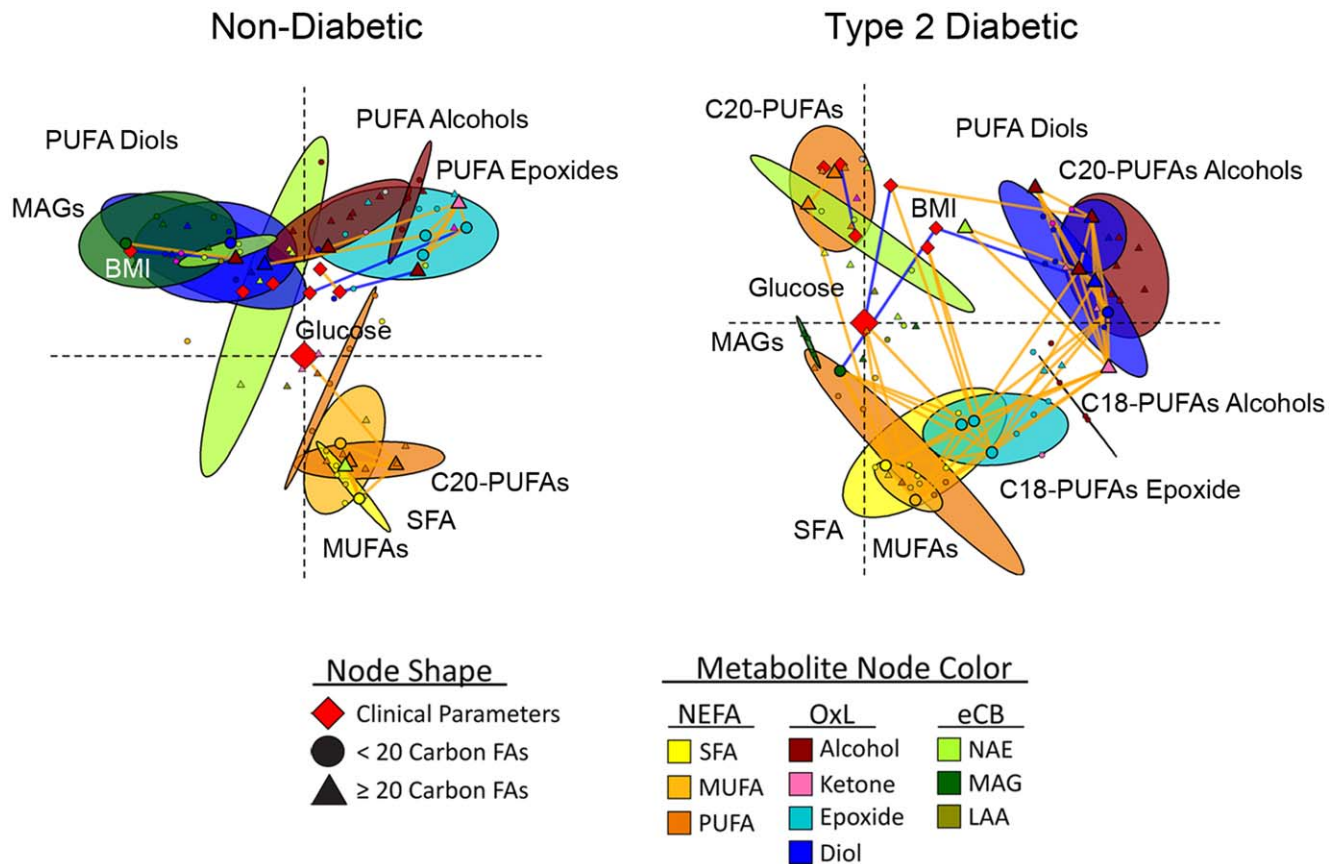 Non-Diabetic
Type 2 Diabetic
PUFA Diols
PUFA Alcohols
PUFA Epoxides
MAGs
BMI
Glucose
C20-PUFAs
SFA
MUFAs
C20-PUFAs
PUFA Diols
C20-PUFAs Alcohols
BMI
Glucose
MAGs
C18-PUFAs Alcohols
C18-PUFAs Epoxide
SFA
MUFAs
Node Shape
Clinical Parameters
< 20 Carbon FAs
≥ 20 Carbon FAs
Metabolite Node Color
NEFA
SFA
MUFA
PUFA
OxL
Alcohol
Ketone
Epoxide
Diol
eCB
NAE
MAG
LAA